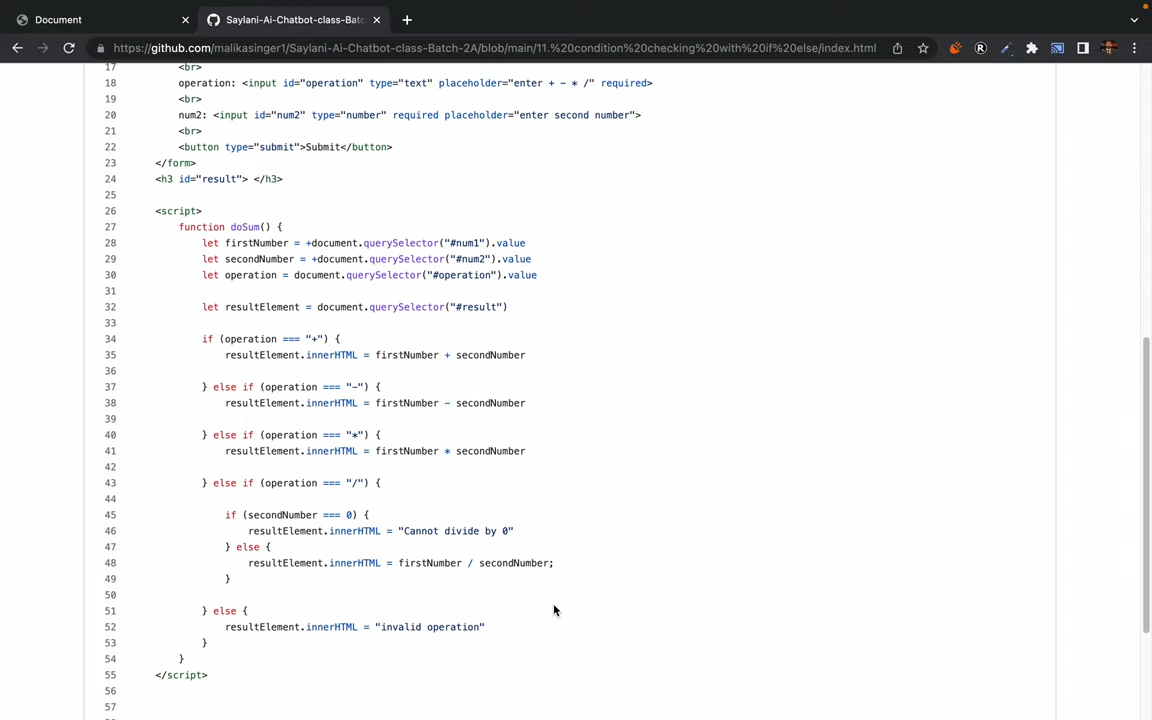 Document
Saylani-Ai-Chatbot-class-Batc
https://github.com/malikasinger1/Saylani-Ai-Chatbot-class-Batch-2A/blob/main/11.%20condition%20checking%20with%20if%20else/index.html
17 <br>
18 operation: <input id="operation" type="text" placeholder="enter + - * /" required>
19 <br>
20 num2: <input id="num2" type="number" required placeholder="enter second number">
21 <br>
22 <button type="submit">Submit</button>
23 </form>
24 <h3 id="result"> </h3>
25
26 <script>
27 function doSum() {
28 let firstNumber = +document.querySelector("#num1").value
29 let secondNumber = +document.querySelector("#num2").value
30 let operation = document.querySelector("#operation").value
31
32 let resultElement = document.querySelector("#result")
33
34 if (operation === "+") {
35 resultElement.innerHTML = firstNumber + secondNumber
36
37 } else if (operation === "-") {
38 resultElement.innerHTML = firstNumber - secondNumber
39
40 } else if (operation === "*") {
41 resultElement.innerHTML = firstNumber * secondNumber
42
43 } else if (operation === "/") {
44
45 if (secondNumber === 0) {
46 resultElement.innerHTML = "Cannot divide by 0"
47 } else {
48 resultElement.innerHTML = firstNumber / secondNumber;
49 }
50
51 } else {
52 resultElement.innerHTML = "invalid operation"
53 }
54 }
55 </script>
56
57